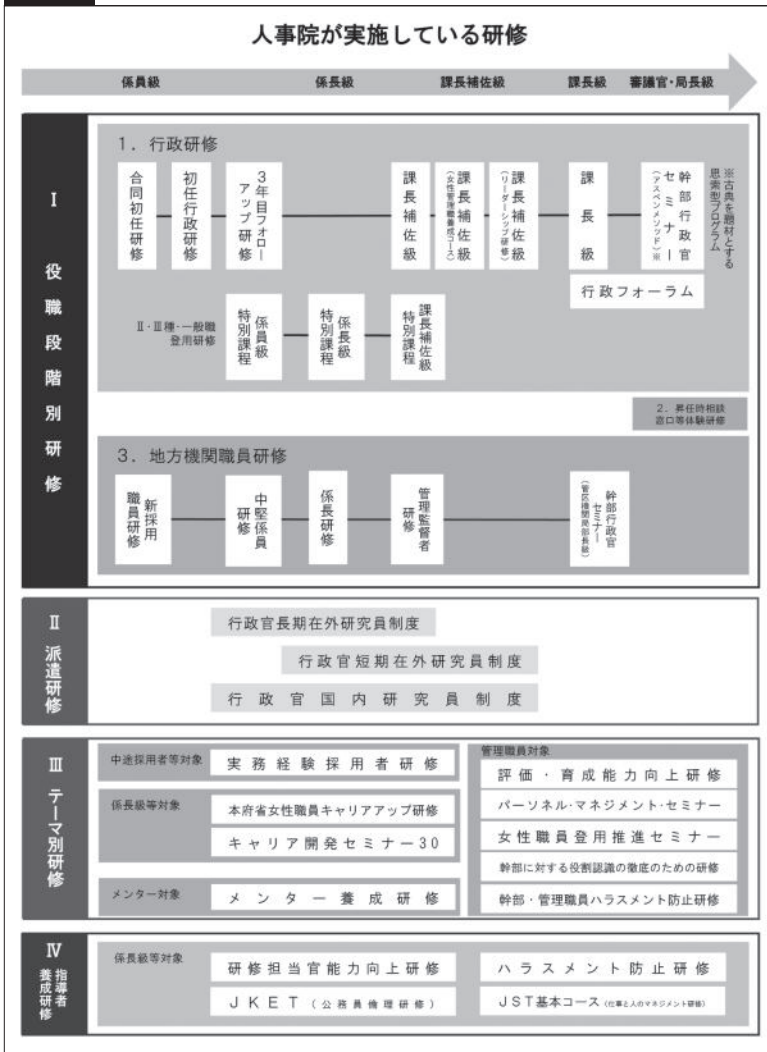 人事院が実施している研修
係員級
係長級
課長補佐級
課長級
審議官・局長級
Ⅰ 役職段階別研修
1．行政研修
合同初任研修
初任行政研修
3年目フォロー
アップ研修
課長補佐級
課長補佐級
（女性管理職養成コース）
課長補佐級
（リーダーシップ研修）
課長級
幹部行政官
セミナー
（アスペンメソッド）※
※古典を題材とする
思索型プログラム
行政フォーラム
Ⅱ・Ⅲ種・一般職
登用研修
係員級
特別課程
係長級
特別課程
課長補佐級
特別課程
2．昇任時相談
窓口等体験研修
3．地方機関職員研修
新採用
職員研修
中堅係員
研修
係長研修
管理監督者
研修
幹部行政官
セミナー
（管区機関局部長級）
Ⅱ 派遣研修
行政官長期在外研究員制度
行政官短期在外研究員制度
行政官国内研究員制度
Ⅲ テーマ別研修
中途採用者等対象
実務経験採用者研修
係長級等対象
本府省女性職員キャリアアップ研修
キャリア開発セミナー30
メンター対象
メンター養成研修
管理職員対象
評価・育成能力向上研修
パーソネル・マネジメント・セミナー
女性職員登用推進セミナー
幹部に対する役割認識の徹底のための研修
幹部・管理職員ハラスメント防止研修
Ⅳ 指導者
養成研修
係長級等対象
研修担当官能力向上研修
JKET（公務員倫理研修）
ハラスメント防止研修
JST基本コース（仕事と人のマネジメント研修）